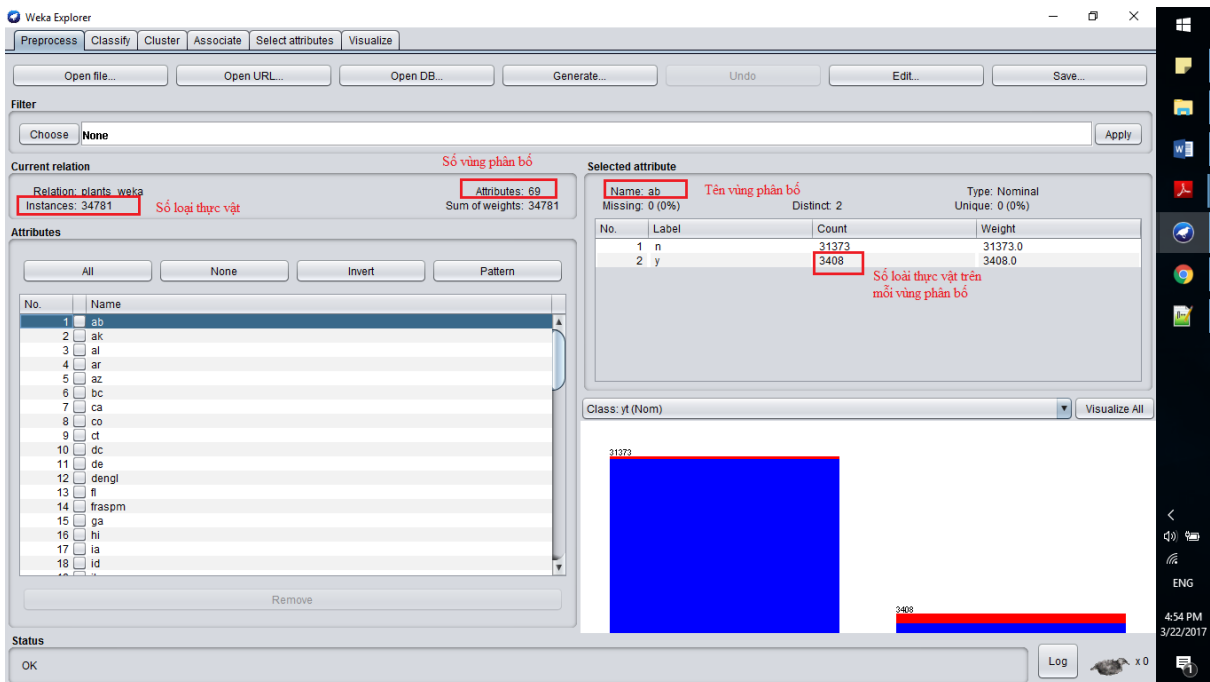 Weka Explorer
Preprocess Classify Cluster Associate Select attributes Visualize
Open file... Open URL... Open DB... Generate... Undo Edit... Save...
Filter
Choose None Apply
Current relation
Số vùng phân bố
Relation: plants_weka Attributes: 69
Instances: 34781 Số loại thực vật Sum of weights: 34781
Selected attribute
Name: ab Tên vùng phân bố Type: Nominal
Missing: 0 (0%) Distinct: 2 Unique: 0 (0%)
No. Label Count Weight
1 n 31373 31373.0
2 y 3408 3408.0
Số loài thực vật trên
mỗi vùng phân bố
Attributes
All None Invert Pattern
No. Name
1 ab
2 ak
3 al
4 ar
5 az
6 bc
7 ca
8 co
9 ct
10 dc
11 de
12 dengl
13 fl
14 fraspm
15 ga
16 hi
17 ia
18 id
Remove
Class: yt (Nom) Visualize All
31373
3408
Status
OK
Log x 0
ENG
4:54 PM
3/22/2017
1